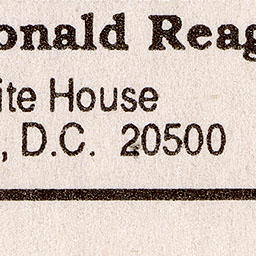 onald Reag
ite House
, D.C. 20500